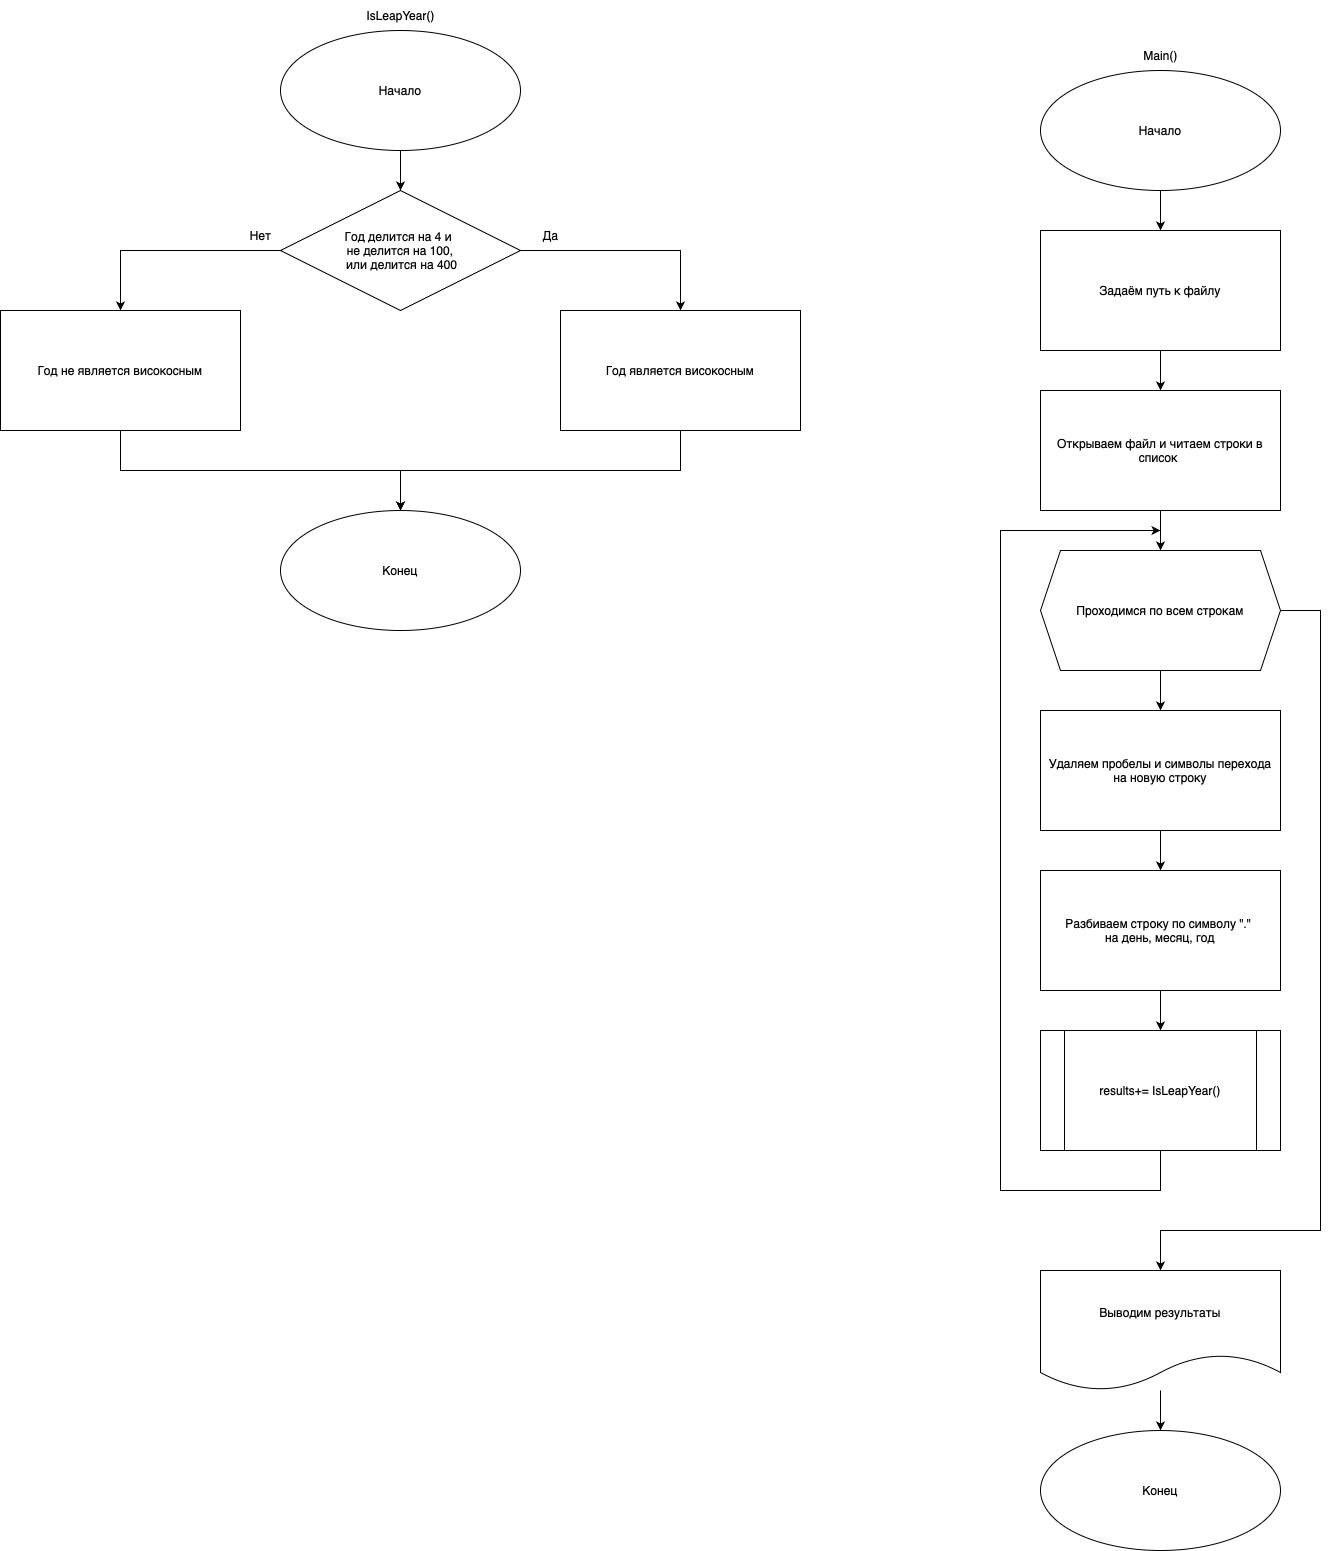 IsLeapYear()
Начало
Нет
Да
Год делится на 4 и
не делится на 100,
или делится на 400
Год не является високосным
Год является високосным
Конец
Main()
Начало
Задаём путь к файлу
Открываем файл и читаем строки в
список
Проходимся по всем строкам
Удаляем пробелы и символы перехода
на новую строку
Разбиваем строку по символу "."
на день, месяц, год
results+= IsLeapYear()
Выводим результаты
Конец